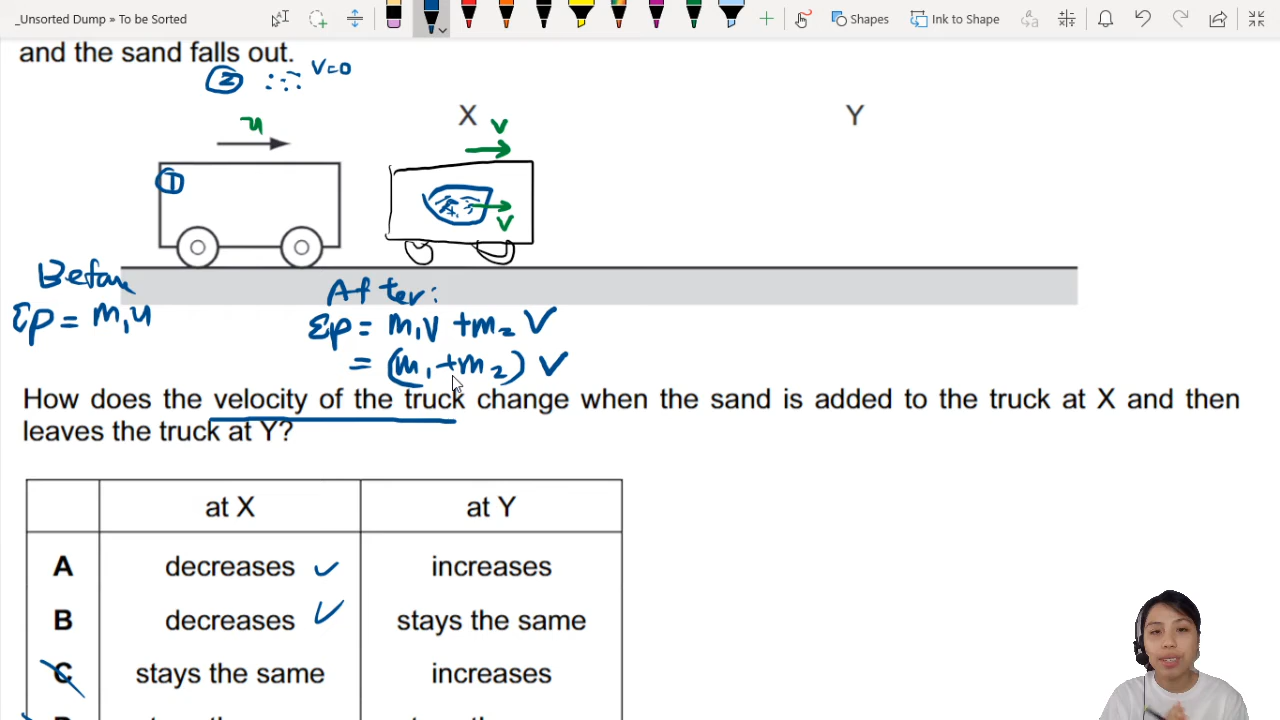 _Unsorted Dump » To be Sorted
Shapes
Ink to Shape
and the sand falls out.
② v=0
u
X
v
Y
①
v
Before
Σp = m₁u
After:
Σp = m₁v + m₂v
= (m₁+m₂)v
How does the velocity of the truck change when the sand is added to the truck at X and then
leaves the truck at Y?
at X at Y
A decreases ✓ increases
B decreases ✓ stays the same
C stays the same increases